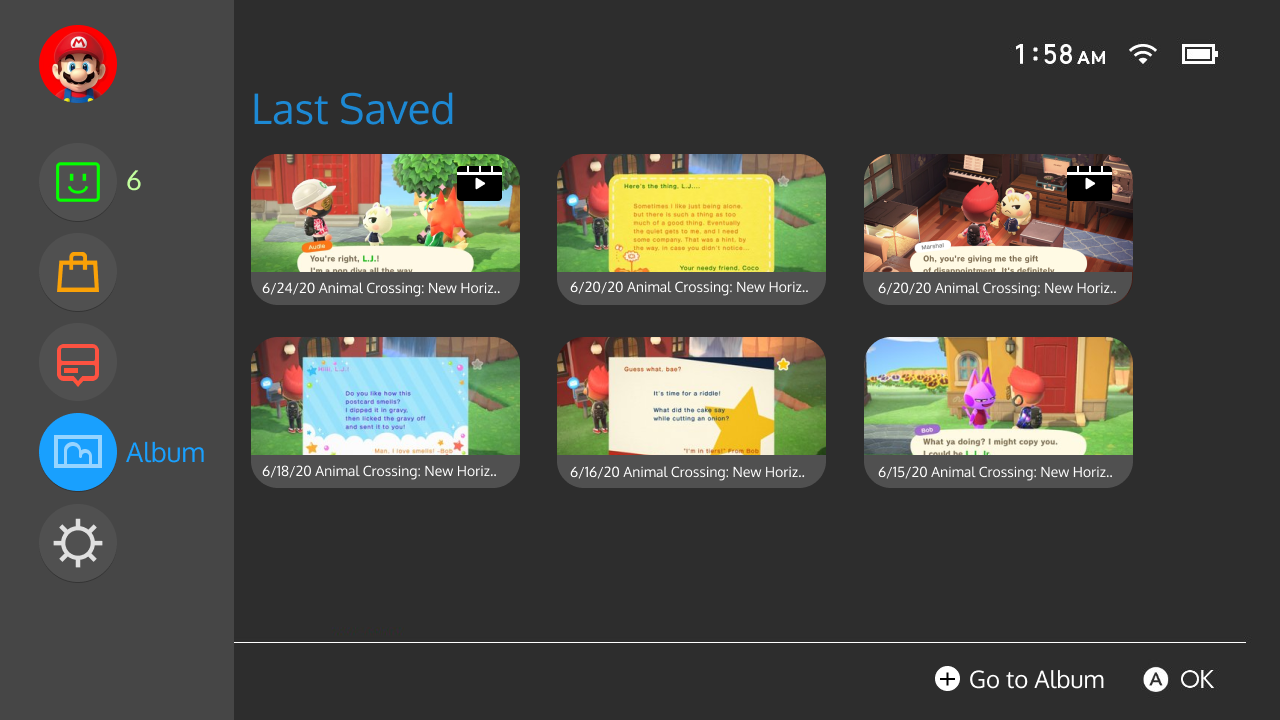 1:58 AM
Last Saved
6
Album
Audie
You're right, L.J.!
I'm a pop diva all the way
6/24/20 Animal Crossing: New Horiz..
Here's the thing, L.J....
Sometimes I like just being alone,
but there is such a thing as too
much of a good thing. Eventually
the quiet gets to me, and I need
some company. That was a hint, by
the way, in case you didn't notice...
Your needy friend, Coco
6/20/20 Animal Crossing: New Horiz..
Marshal
Oh, you're giving me the gift
of disappointment. It's definitely
6/20/20 Animal Crossing: New Horiz..
L.J.!
Do you like how this
postcard smells?
I dipped it in gravy,
then licked the gravy off
and sent it to you!
Man, I love smells! -Bob
6/18/20 Animal Crossing: New Horiz..
Guess what, bae?
It's time for a riddle!
What did the cake say
while cutting an onion?
"I'm in tiers!" From Bob
6/16/20 Animal Crossing: New Horiz..
Bob
What ya doing? I might copy you.
I could be L.J. Jr.
6/15/20 Animal Crossing: New Horiz..
Go to Album
A OK